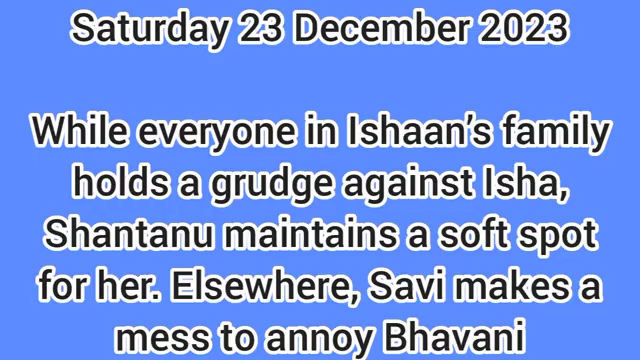 Saturday 23 December 2023
While everyone in Ishaan’s family
holds a grudge against Isha,
Shantanu maintains a soft spot
for her. Elsewhere, Savi makes a
mess to annoy Bhavani